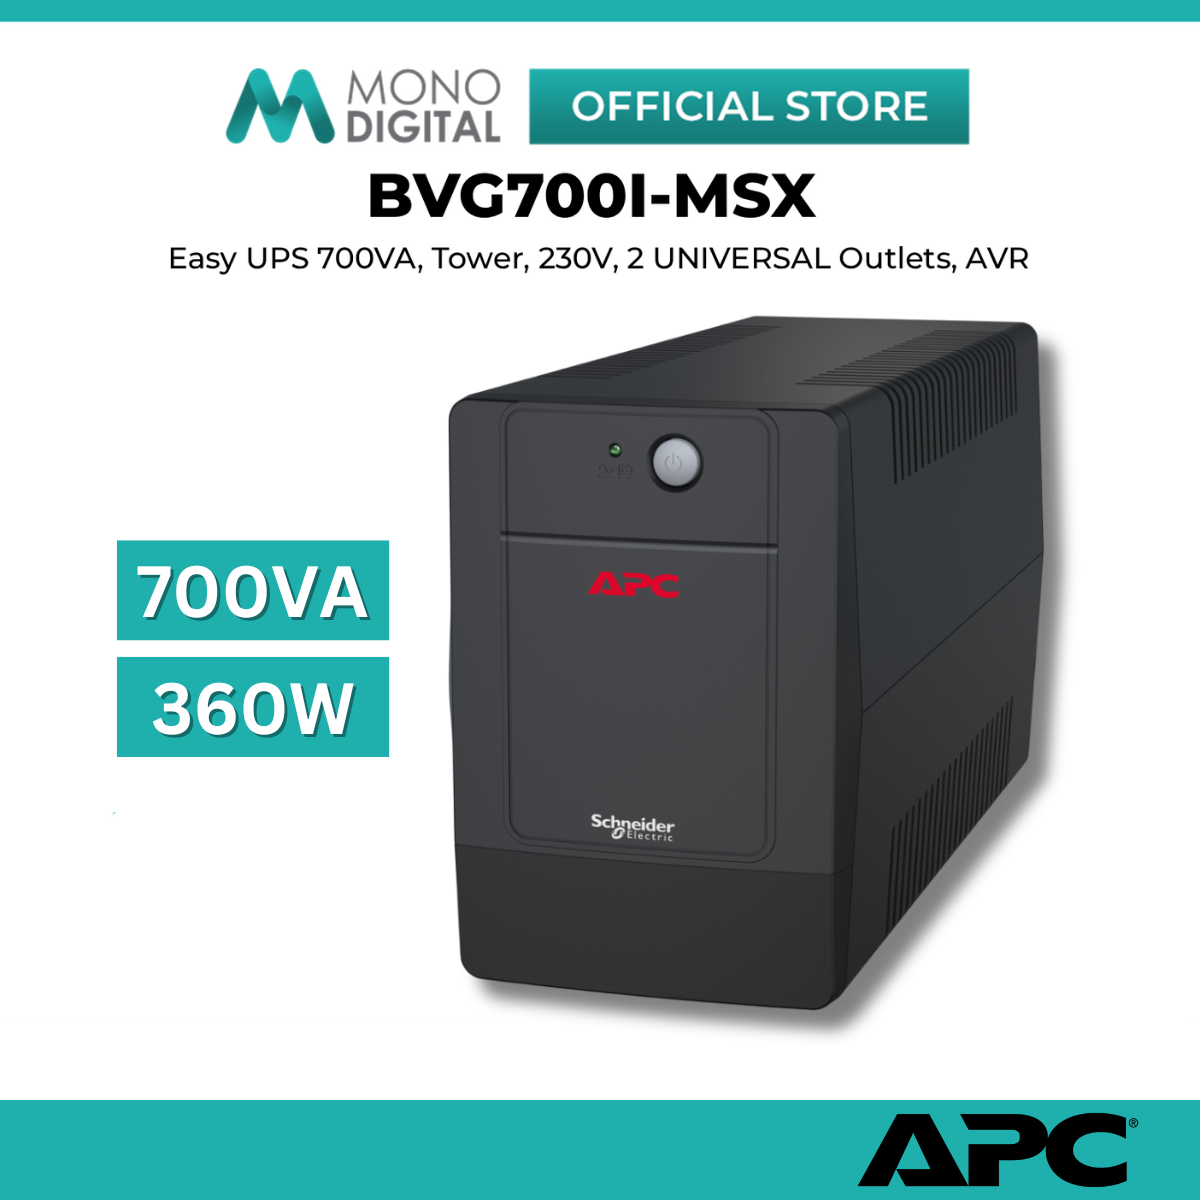 MONO
DIGITAL
OFFICIAL STORE
BVG700I-MSX
Easy UPS 700VA, Tower, 230V, 2 UNIVERSAL Outlets, AVR
700VA
360W
APC
Schneider
Electric
APC®